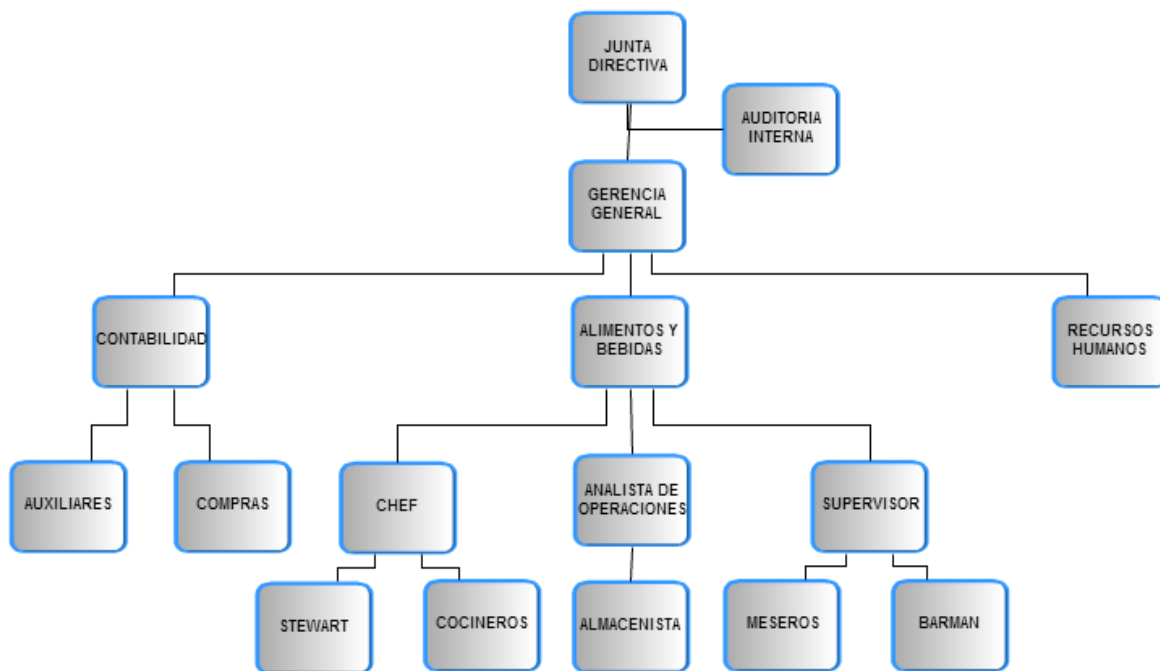 JUNTA
DIRECTIVA
AUDITORIA
INTERNA
GERENCIA
GENERAL
CONTABILIDAD
ALIMENTOS Y
BEBIDAS
RECURSOS
HUMANOS
AUXILIARES
COMPRAS
CHEF
ANALISTA DE
OPERACIONES
SUPERVISOR
STEWART
COCINEROS
ALMACENISTA
MESEROS
BARMAN